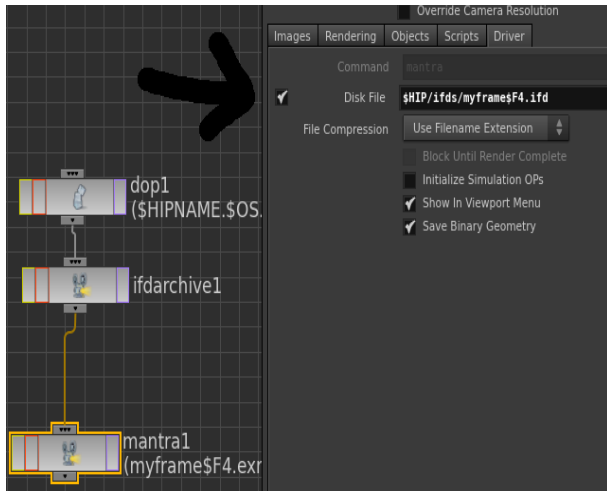 Override Camera Resolution
Images Rendering Objects Scripts Driver
Command mantra
Disk File $HIP/ifds/myframe$F4.ifd
File Compression Use Filename Extension
Block Until Render Complete
Initialize Simulation OPs
Show In Viewport Menu
Save Binary Geometry
dop1
($HIPNAME.$OS.
ifdarchive1
mantra1
(myframe$F4.exr